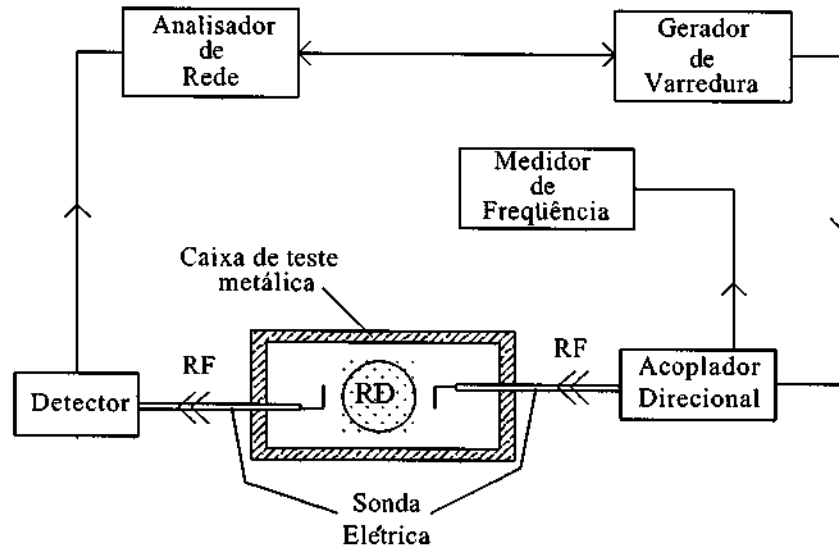 Analisador
de
Rede
Gerador
de
Varredura
Medidor
de
Freqüência
Caixa de teste
metálica
RF
RD
RF
Detector
Acoplador
Direcional
Sonda
Elétrica